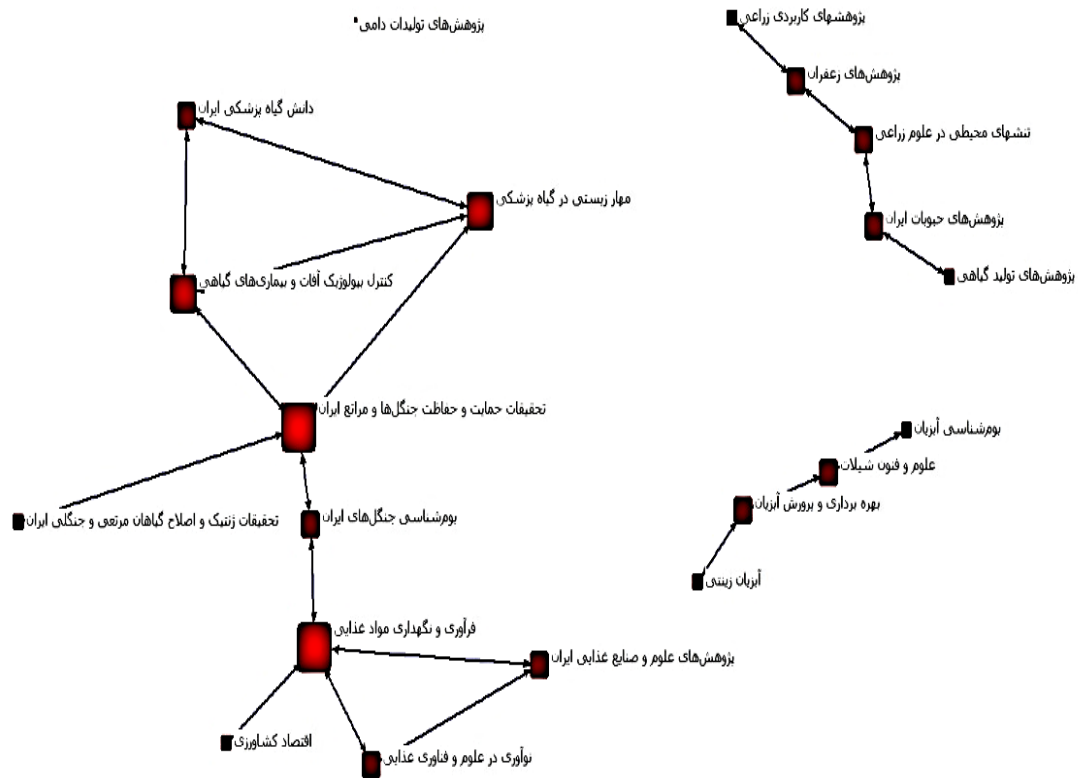 پژوهشهای کاربردی زراعی
پژوهش‌های تولیدات دامی
پژوهش‌های زعفران
دانش گیاه پزشکی ایران
تنشهای محیطی در علوم زراعی
مهار زیستی در گیاه پزشکی
پژوهش‌های حبوبات ایران
پژوهش‌های تولید گیاهی
کنترل بیولوژیک آفات و بیماری‌های گیاهی
تحقیقات حمایت و حفاظت جنگل‌ها و مراتع ایران
بوم‌شناسی آبزیان
علوم و فنون شیلات
بهره برداری و پرورش آبزیان
بوم‌شناسی جنگل‌های ایران
تحقیقات ژنتیک و اصلاح گیاهان مرتعی و جنگلی ایران
آبزیان زینتی
فرآوری و نگهداری مواد غذایی
پژوهش‌های علوم و صنایع غذایی ایران
اقتصاد کشاورزی
نوآوری در علوم و فناوری غذایی